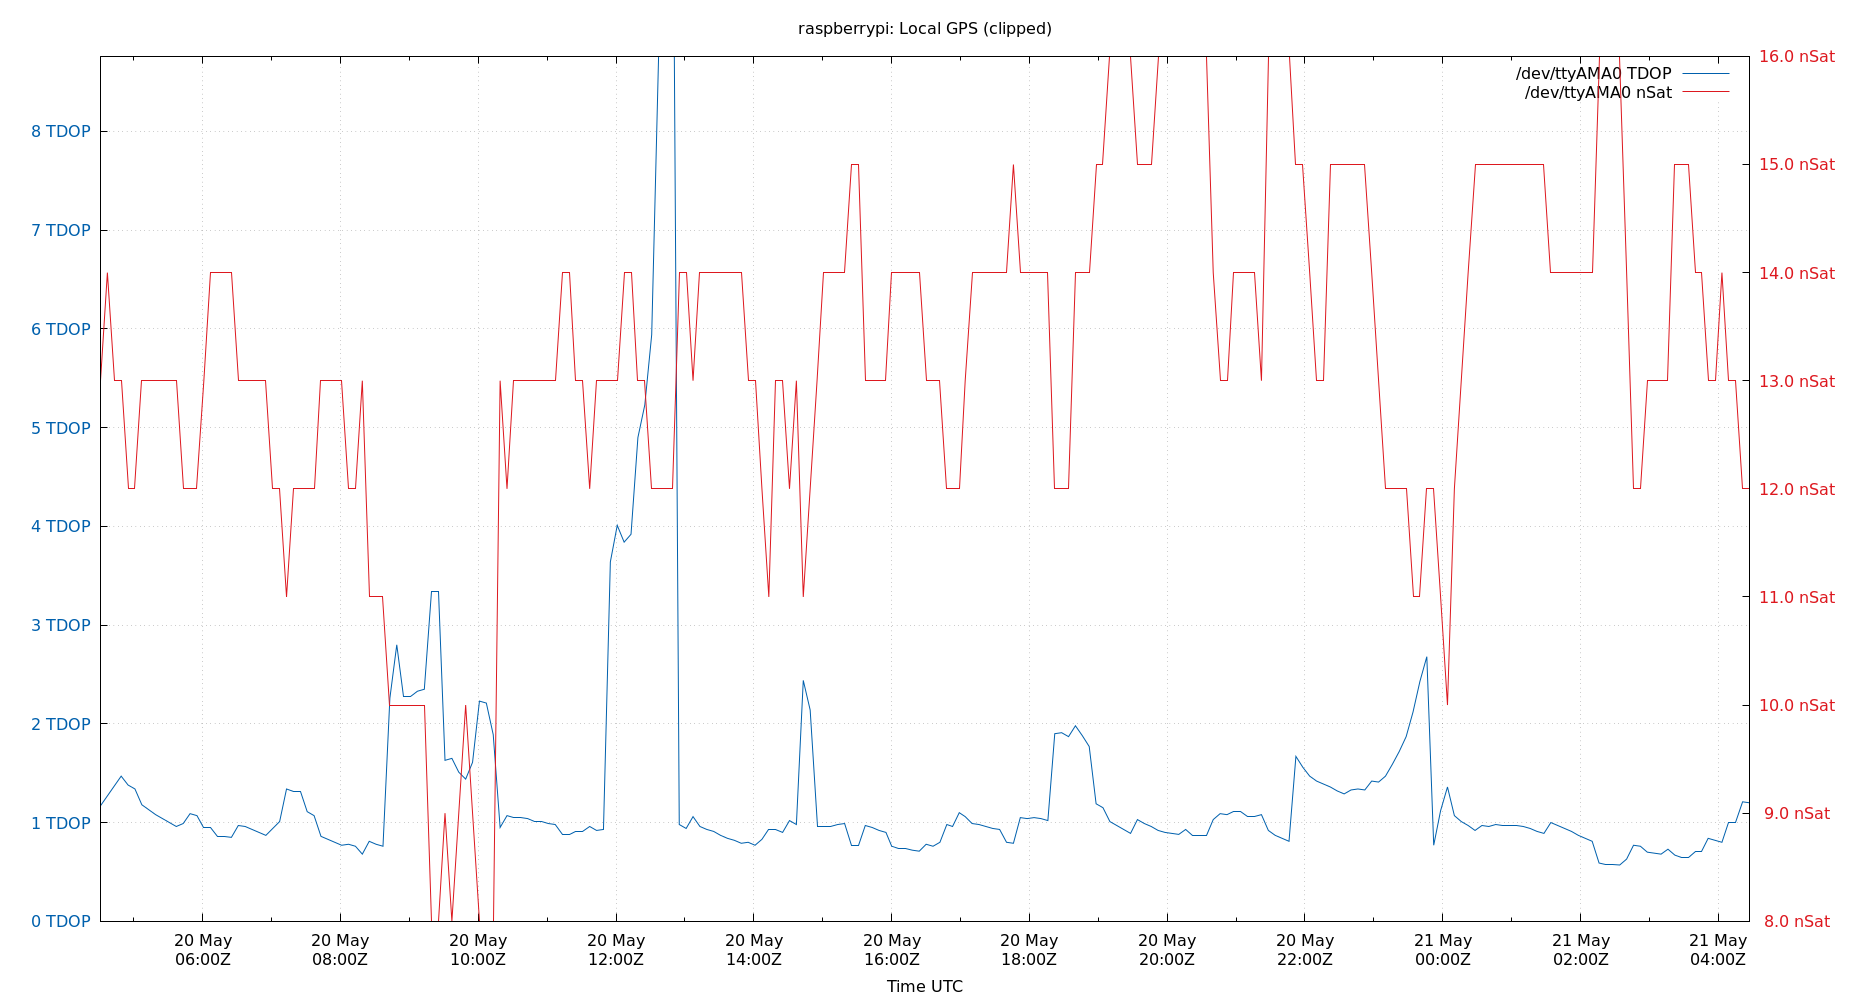 raspberrypi: Local GPS (clipped)
/dev/ttyAMA0 TDOP
/dev/ttyAMA0 nSat
8 TDOP
7 TDOP
6 TDOP
5 TDOP
4 TDOP
3 TDOP
2 TDOP
1 TDOP
0 TDOP
16.0 nSat
15.0 nSat
14.0 nSat
13.0 nSat
12.0 nSat
11.0 nSat
10.0 nSat
9.0 nSat
8.0 nSat
20 May 20 May 20 May 20 May 20 May 20 May 20 May 20 May 20 May 21 May 21 May 21 May
06:00Z 08:00Z 10:00Z 12:00Z 14:00Z 16:00Z 18:00Z 20:00Z 22:00Z 00:00Z 02:00Z 04:00Z
Time UTC